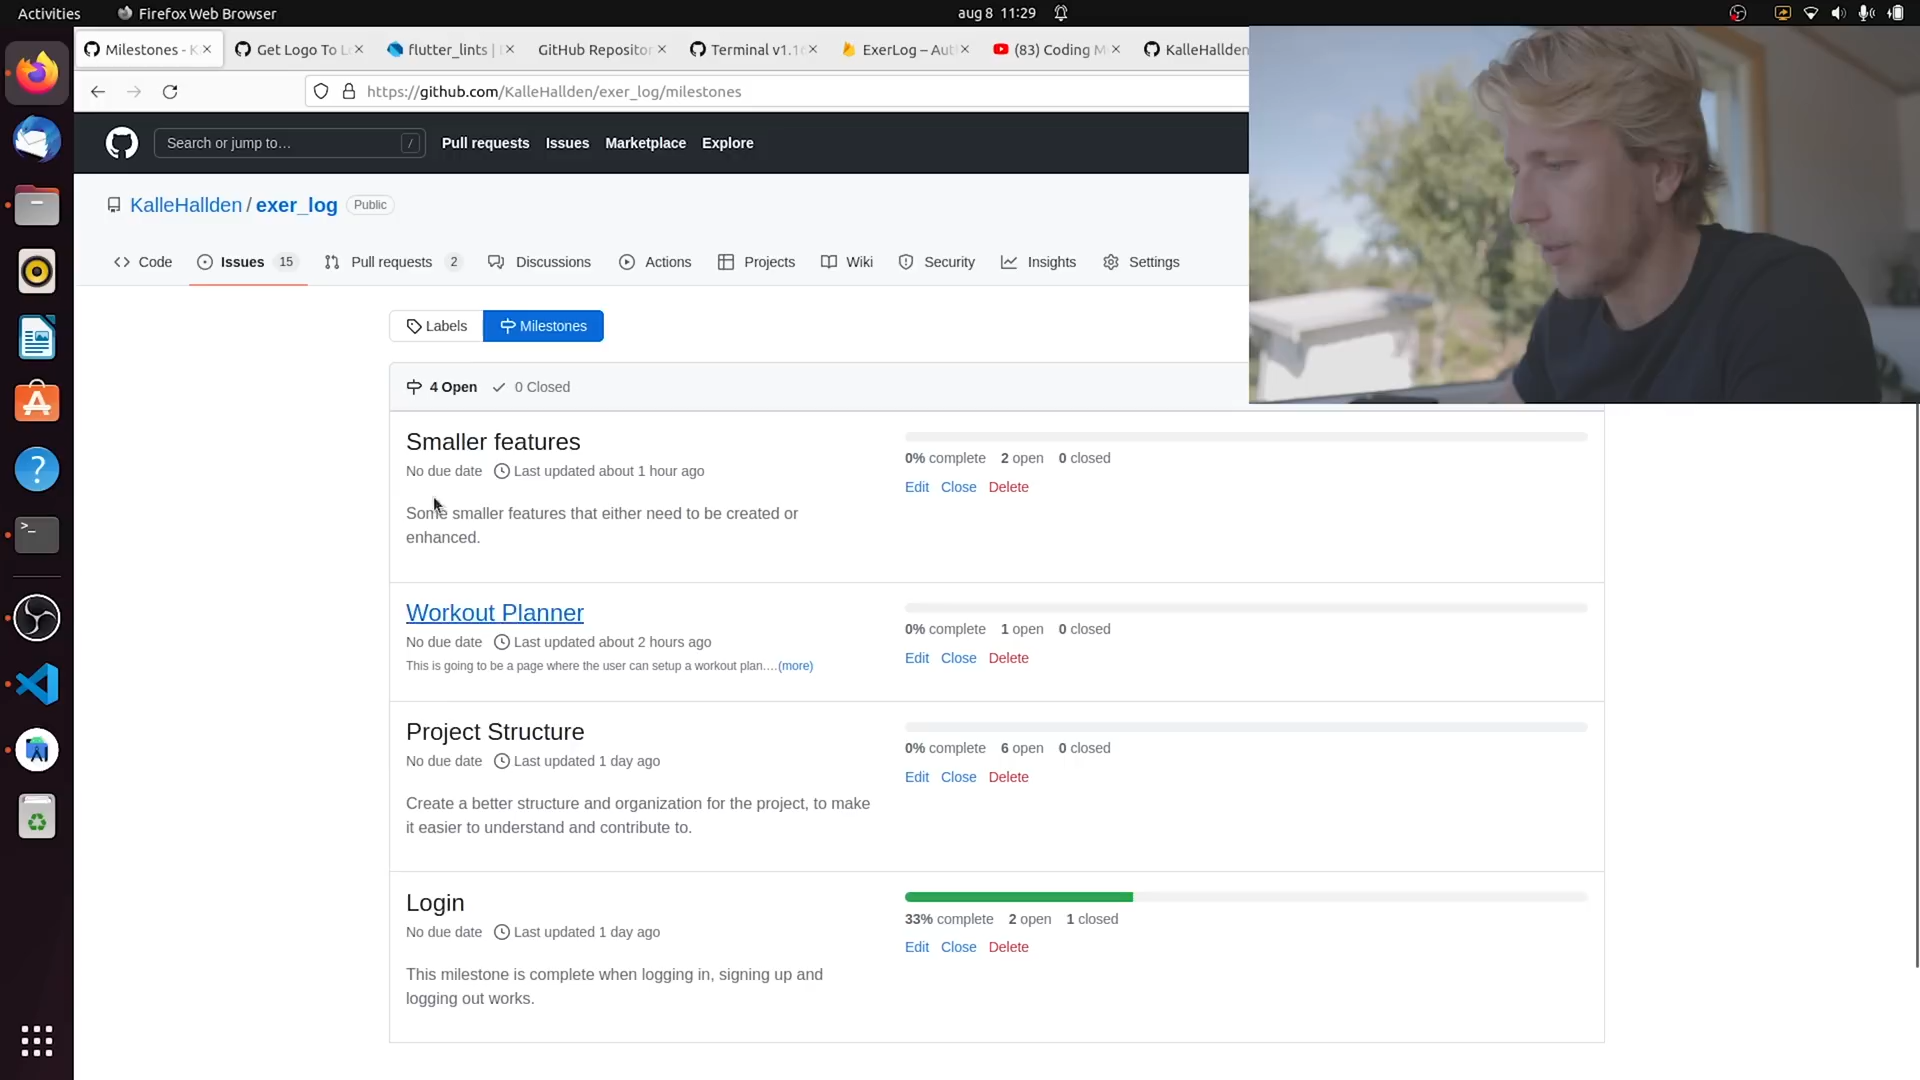 Activities
Firefox Web Browser
aug 8 11:29
Milestones - K
Get Logo To L
flutter_lints |
GitHub Repositor
Terminal v1.1
ExerLog – Aut
(83) Coding M
KalleHallden
https://github.com/KalleHallden/exer_log/milestones
Search or jump to…
/
Pull requests
Issues
Marketplace
Explore
KalleHallden / exer_log
Public
Code
Issues 15
Pull requests 2
Discussions
Actions
Projects
Wiki
Security
Insights
Settings
Labels
Milestones
4 Open
0 Closed
Smaller features
No due date
Last updated about 1 hour ago
Some smaller features that either need to be created or
enhanced.
0% complete 2 open 0 closed
Edit Close Delete
Workout Planner
No due date
Last updated about 2 hours ago
This is going to be a page where the user can setup a workout plan.…(more)
0% complete 1 open 0 closed
Edit Close Delete
Project Structure
No due date
Last updated 1 day ago
Create a better structure and organization for the project, to make
it easier to understand and contribute to.
0% complete 6 open 0 closed
Edit Close Delete
Login
No due date
Last updated 1 day ago
This milestone is complete when logging in, signing up and
logging out works.
33% complete 2 open 1 closed
Edit Close Delete